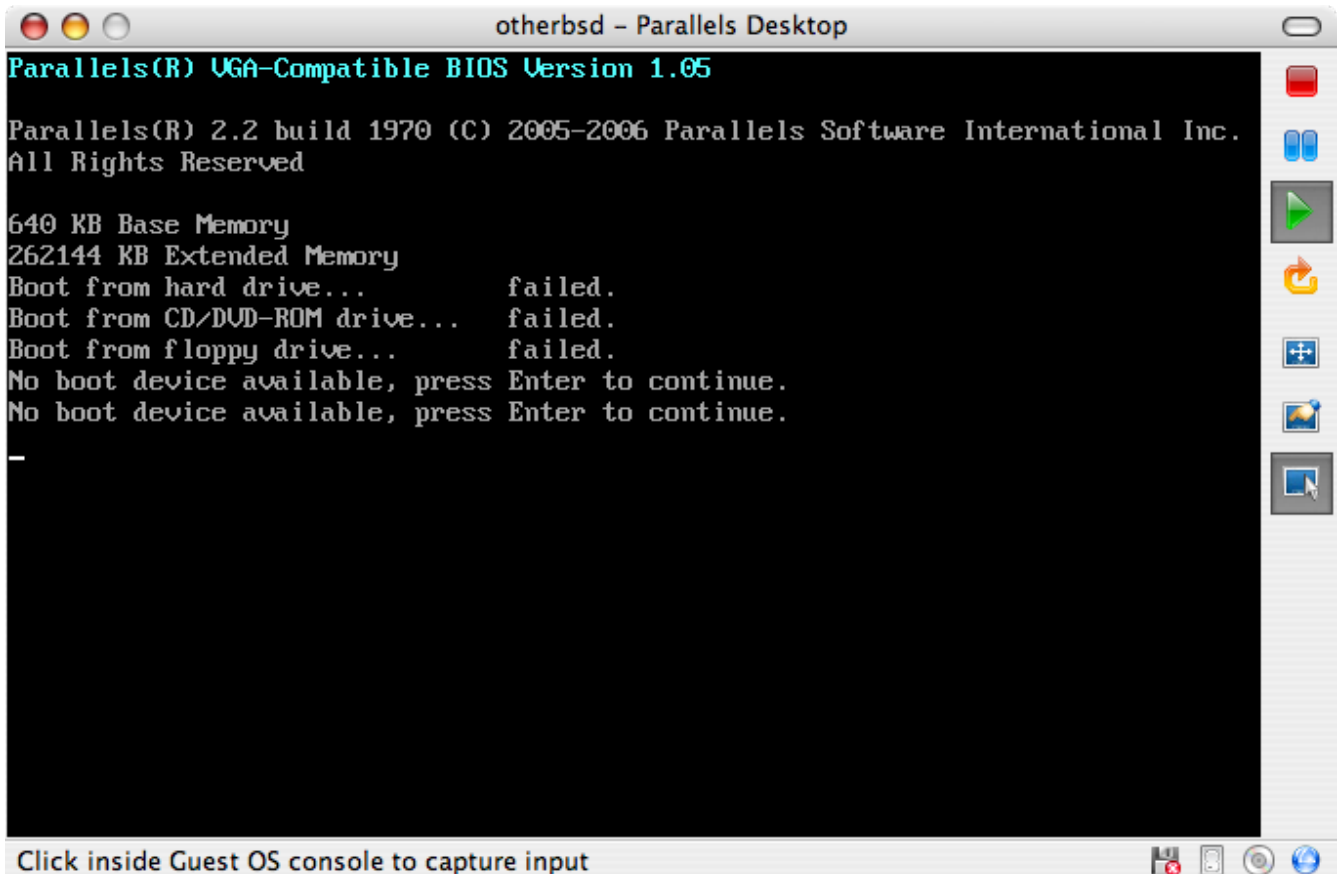 otherbsd – Parallels Desktop
Parallels(R) VGA-Compatible BIOS Version 1.05
Parallels(R) 2.2 build 1970 (C) 2005-2006 Parallels Software International Inc.
All Rights Reserved
640 KB Base Memory
262144 KB Extended Memory
Boot from hard drive... failed.
Boot from CD/DVD-ROM drive... failed.
Boot from floppy drive... failed.
No boot device available, press Enter to continue.
No boot device available, press Enter to continue.
Click inside Guest OS console to capture input